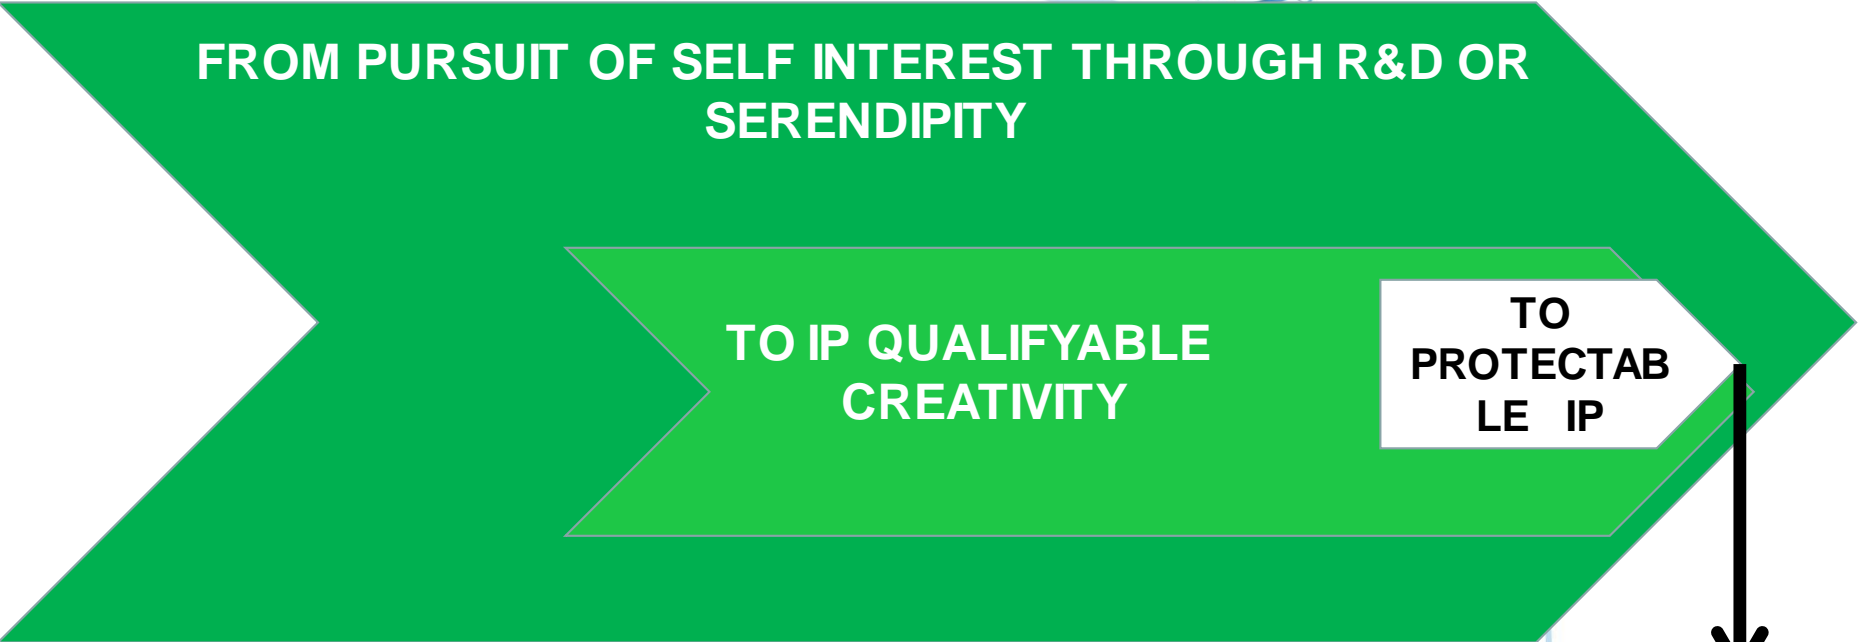 FROM PURSUIT OF SELF INTEREST THROUGH R&D OR
SERENDIPITY
TO IP QUALIFYABLE
CREATIVITY
TO
PROTECTAB
LE IP